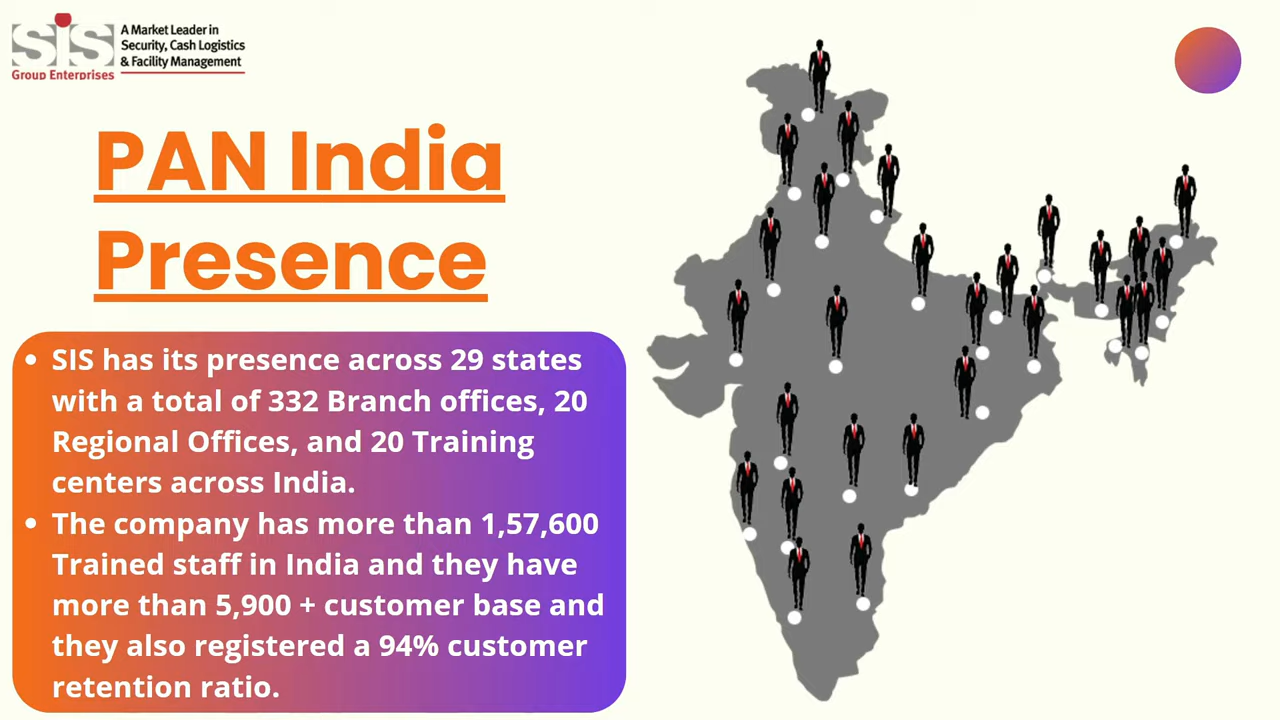 SiS
Group Enterprises
A Market Leader in
Security, Cash Logistics
& Facility Management
PAN India
Presence
• SIS has its presence across 29 states
with a total of 332 Branch offices, 20
Regional Offices, and 20 Training
centers across India.
• The company has more than 1,57,600
Trained staff in India and they have
more than 5,900 + customer base and
they also registered a 94% customer
retention ratio.